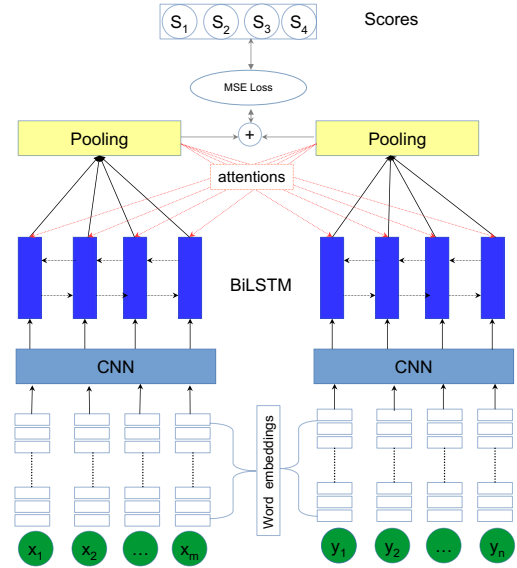 S1 S2 S3 S4 Scores
MSE Loss
+
Pooling Pooling
attentions
BiLSTM
CNN CNN
Word embeddings
x1 x2 ... xm y1 y2 ... yn